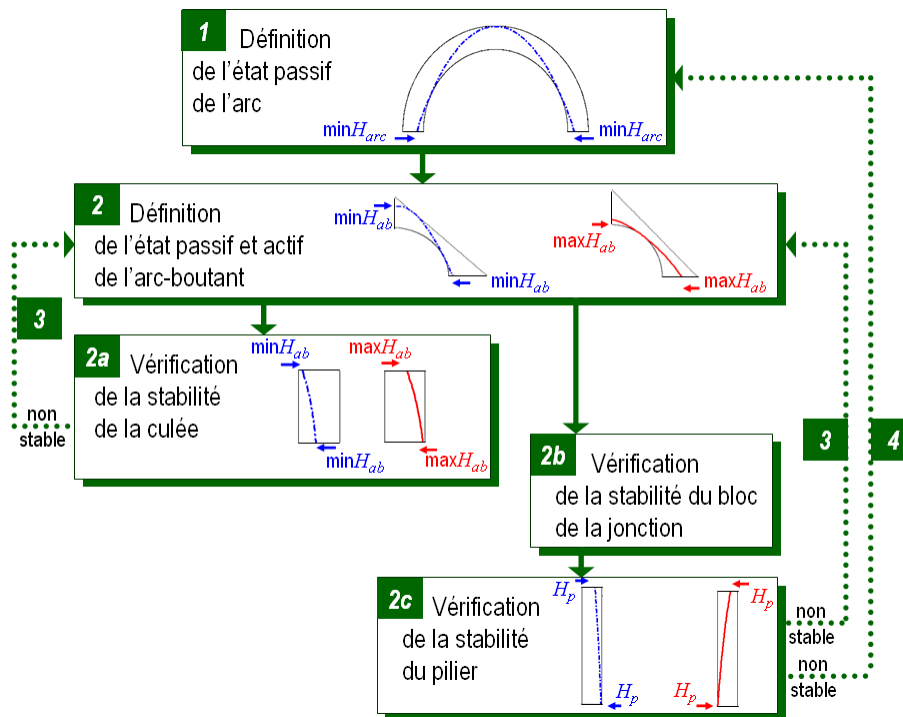 1 Définition
de l'état passif
de l'arc
minHarc
minHarc
2 Définition
de l'état passif et actif
de l'arc-boutant
minHab
minHab
maxHab
maxHab
3
2a Vérification
de la stabilité
de la culée
minHab
minHab
maxHab
maxHab
non
stable
2b Vérification
de la stabilité du bloc
de la jonction
3
4
2c Vérification
de la stabilité
du pilier
Hp
Hp
Hp
Hp
non
stable
non
stable